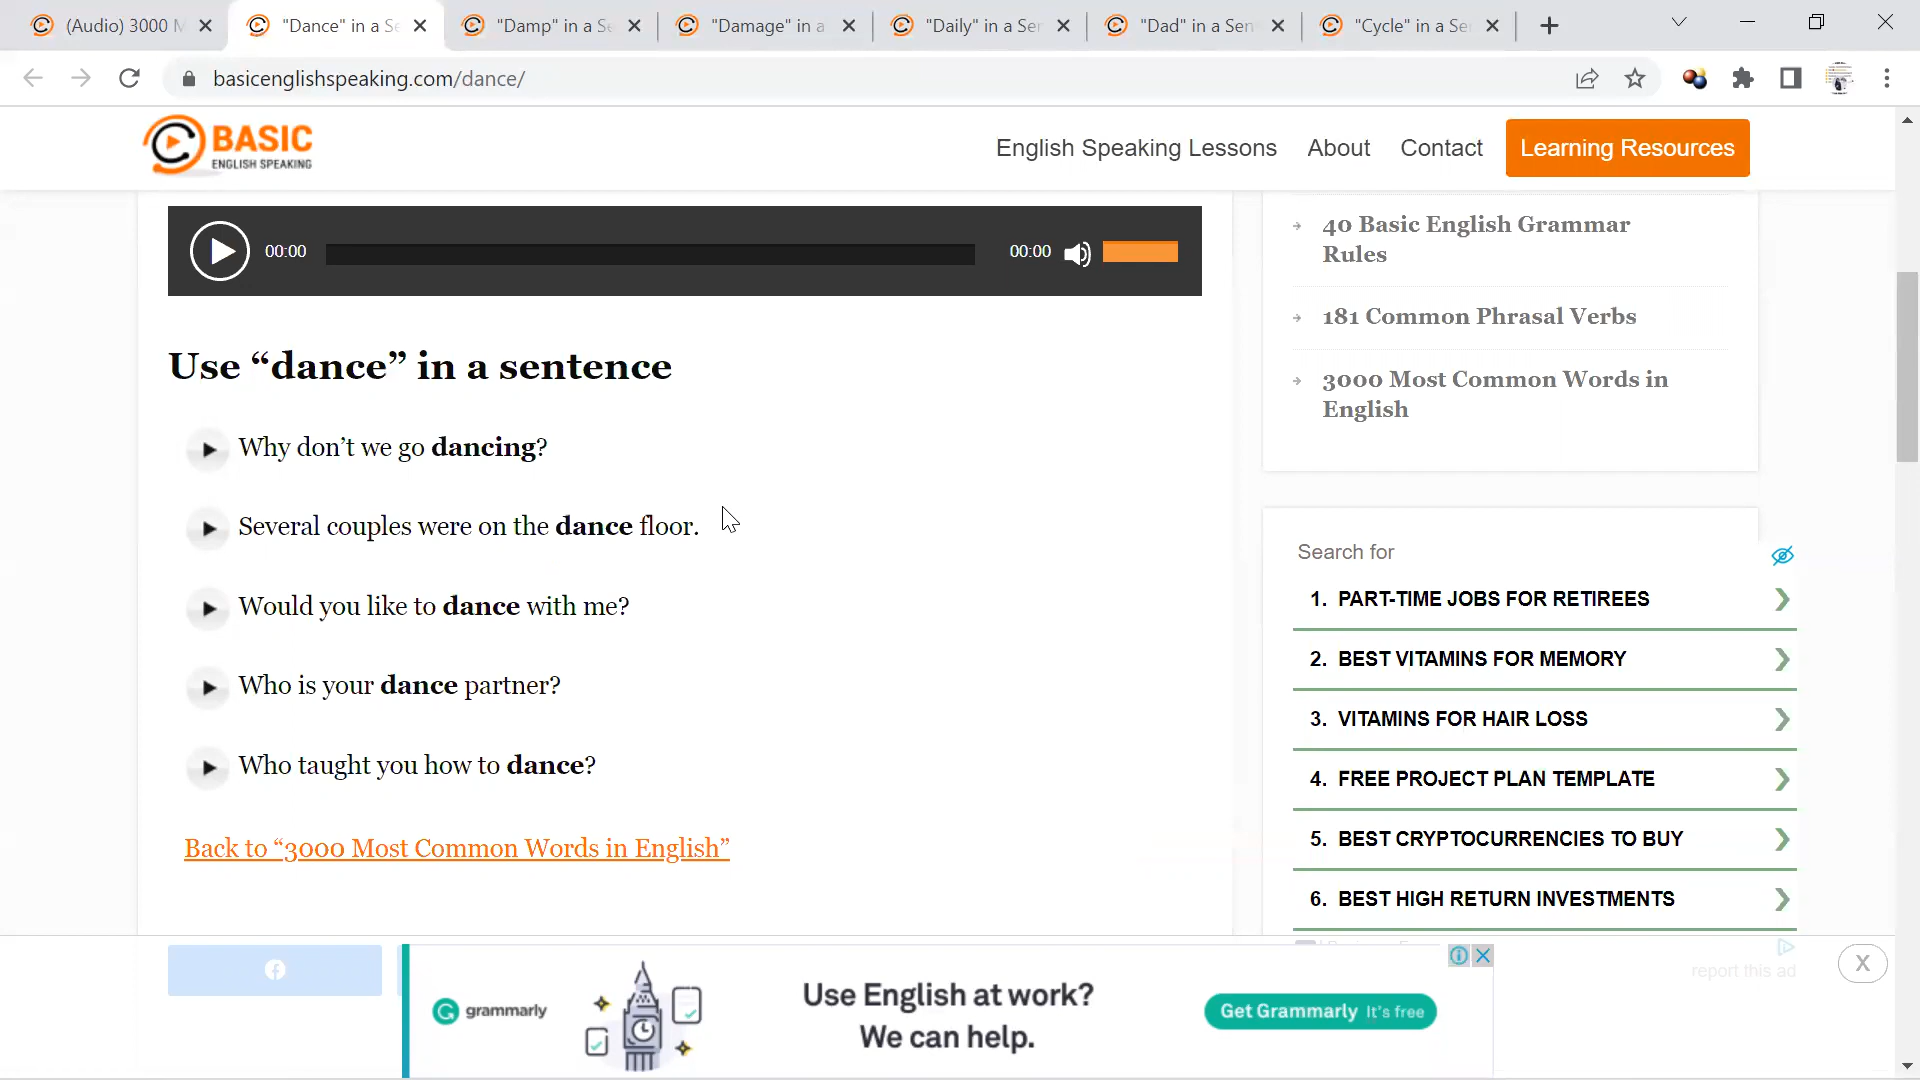 (Audio) 3000 M
"Dance" in a Se
"Damp" in a Se
"Damage" in a
"Daily" in a Ser
"Dad" in a Sen
"Cycle" in a Se
basicenglishspeaking.com/dance/
BASIC
ENGLISH SPEAKING
English Speaking Lessons
About
Contact
Learning Resources
00:00
00:00
Use “dance” in a sentence
Why don’t we go dancing?
Several couples were on the dance floor.
Would you like to dance with me?
Who is your dance partner?
Who taught you how to dance?
Back to “3000 Most Common Words in English”
40 Basic English Grammar
Rules
181 Common Phrasal Verbs
3000 Most Common Words in
English
Search for
1. PART-TIME JOBS FOR RETIREES
2. BEST VITAMINS FOR MEMORY
3. VITAMINS FOR HAIR LOSS
4. FREE PROJECT PLAN TEMPLATE
5. BEST CRYPTOCURRENCIES TO BUY
6. BEST HIGH RETURN INVESTMENTS
report this ad
X
grammarly
Use English at work?
We can help.
Get Grammarly It's free